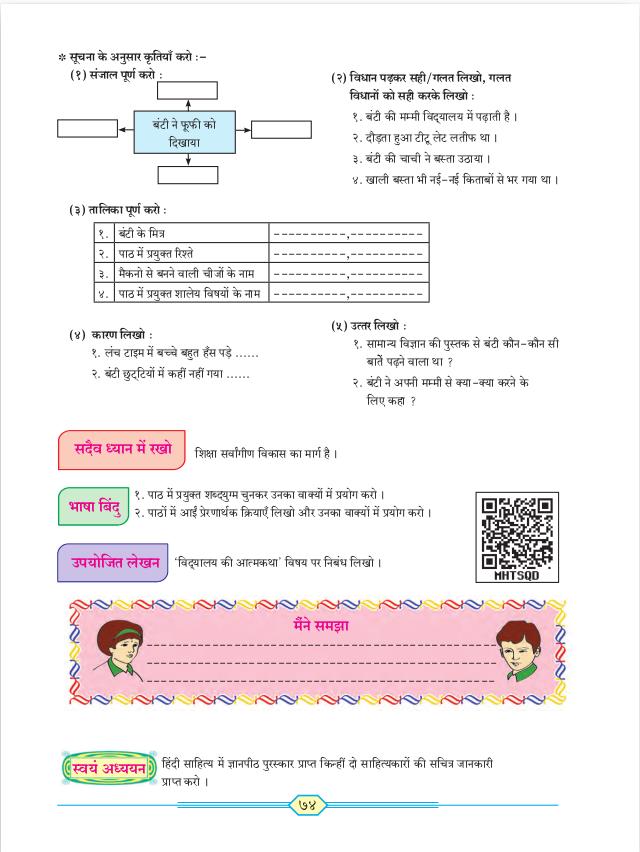 * सूचना के अनुसार कृतियाँ करो :–
(१) संजाल पूर्ण करो :
बंटी ने फूफी को
दिखाया
(२) विधान पढ़कर सही/गलत लिखो, गलत
विधानों को सही करके लिखो :
१. बंटी की मम्मी विद्यालय में पढ़ाती है ।
२. दौड़ता हुआ टीटू लेट लतीफ था ।
३. बंटी की चाची ने बस्ता उठाया ।
४. खाली बस्ता भी नई-नई किताबों से भर गया था ।
(३) तालिका पूर्ण करो :
१. बंटी के मित्र ----------,----------
२. पाठ में प्रयुक्त रिश्ते ----------,----------
३. मैकनो से बनने वाली चीजों के नाम ----------,----------
४. पाठ में प्रयुक्त शालेय विषयों के नाम ----------,----------
(४) कारण लिखो :
१. लंच टाइम में बच्चे बहुत हँस पड़े ......
२. बंटी छुट्टियों में कहीं नहीं गया ......
(५) उत्तर लिखो :
१. सामान्य विज्ञान की पुस्तक से बंटी कौन-कौन सी
बातें पढ़ने वाला था ?
२. बंटी ने अपनी मम्मी से क्या-क्या करने के
लिए कहा ?
सदैव ध्यान में रखो
शिक्षा सर्वांगीण विकास का मार्ग है ।
भाषा बिंदु
१. पाठ में प्रयुक्त शब्दयुग्म चुनकर उनका वाक्यों में प्रयोग करो ।
२. पाठों में आईं प्रेरणार्थक क्रियाएँ लिखो और उनका वाक्यों में प्रयोग करो ।
उपयोजित लेखन
‘विद्यालय की आत्मकथा’ विषय पर निबंध लिखो ।
MHTSQD
मैंने समझा
स्वयं अध्ययन
हिंदी साहित्य में ज्ञानपीठ पुरस्कार प्राप्त किन्हीं दो साहित्यकारों की सचित्र जानकारी
प्राप्त करो ।
७४